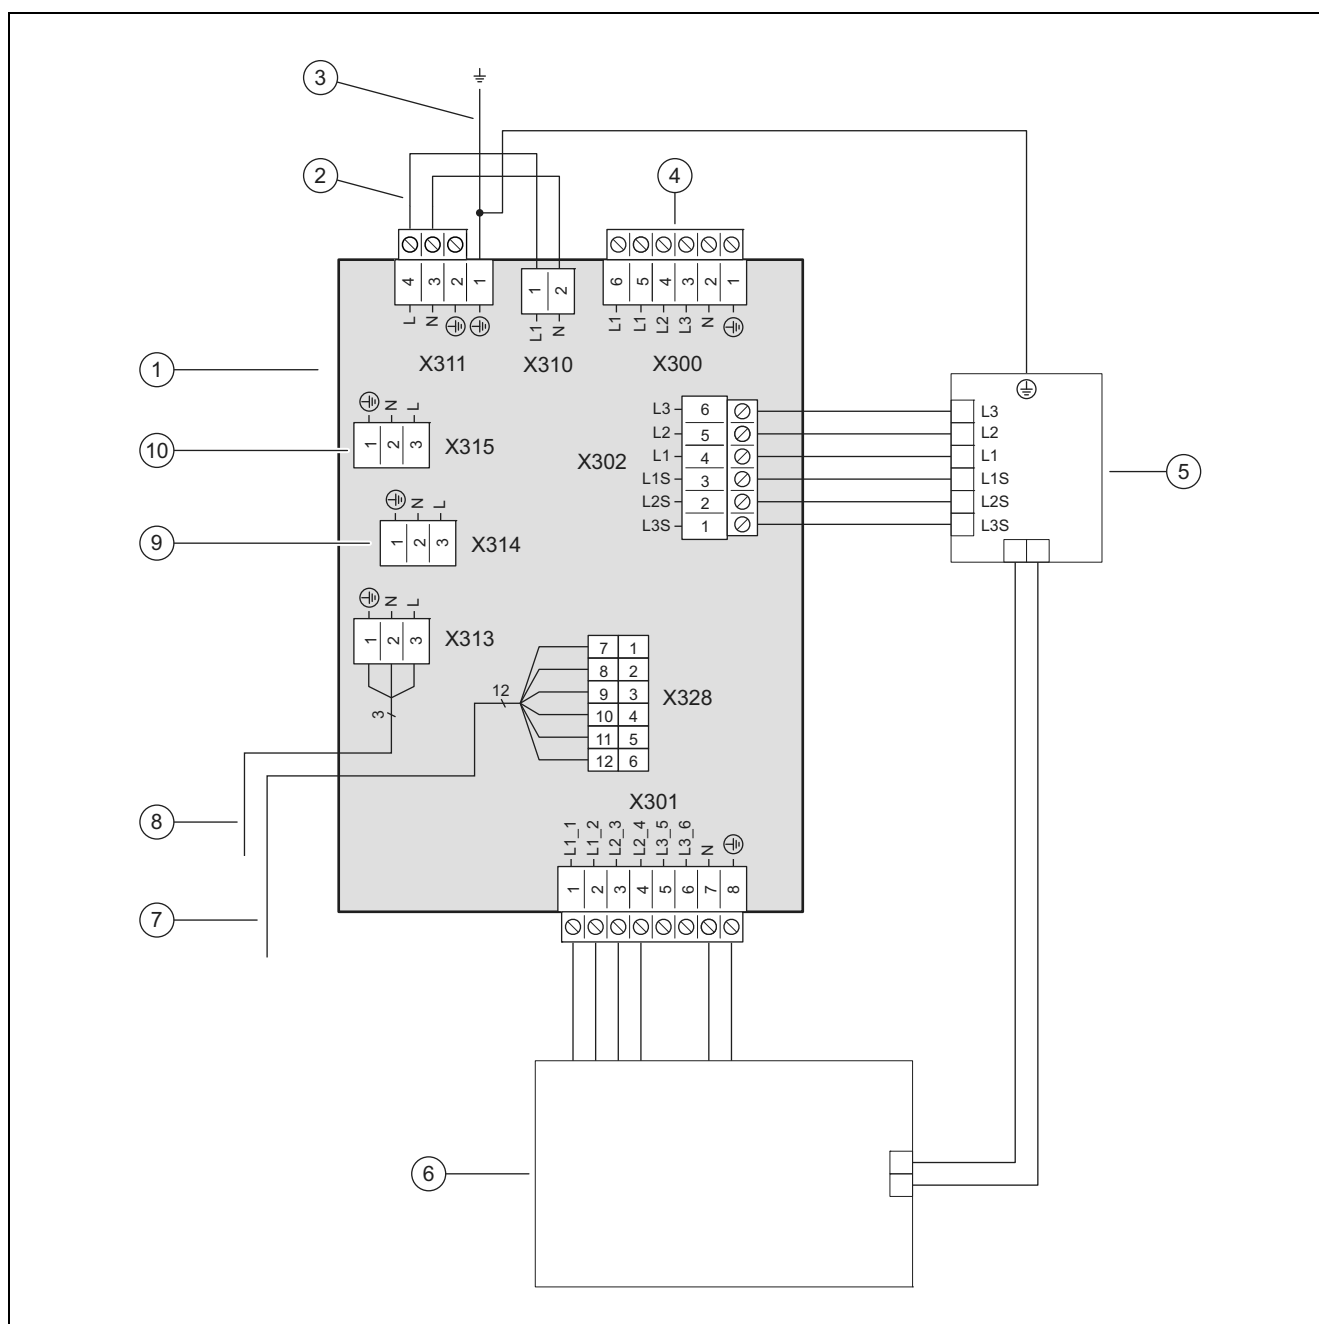 3
2
4
4 3 2 1
1 2
6 5 4 3 2 1
L N
L1 N
L1 L1 L2 L3 N
X311
X310
X300
1
L3 6
L2 5
L1 4
L1S 3
L2S 2
L3S 1
X302
L3
L2
L1
L1S
L2S
L3S
5
N L
1 2 3
X315
10
N L
1 2 3
X314
9
N L
1 2 3
X313
3
12
7 1
8 2
9 3
10 4
11 5
12 6
X328
8
7
X301
L1_1 L1_2 L2_3 L2_4 L3_5 L3_6 N
1 2 3 4 5 6 7 8
6